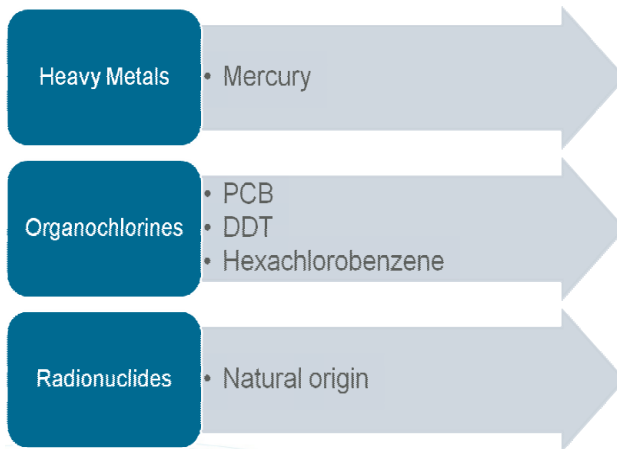 Heavy Metals
• Mercury
Organochlorines
• PCB
• DDT
• Hexachlorobenzene
Radionuclides
• Natural origin